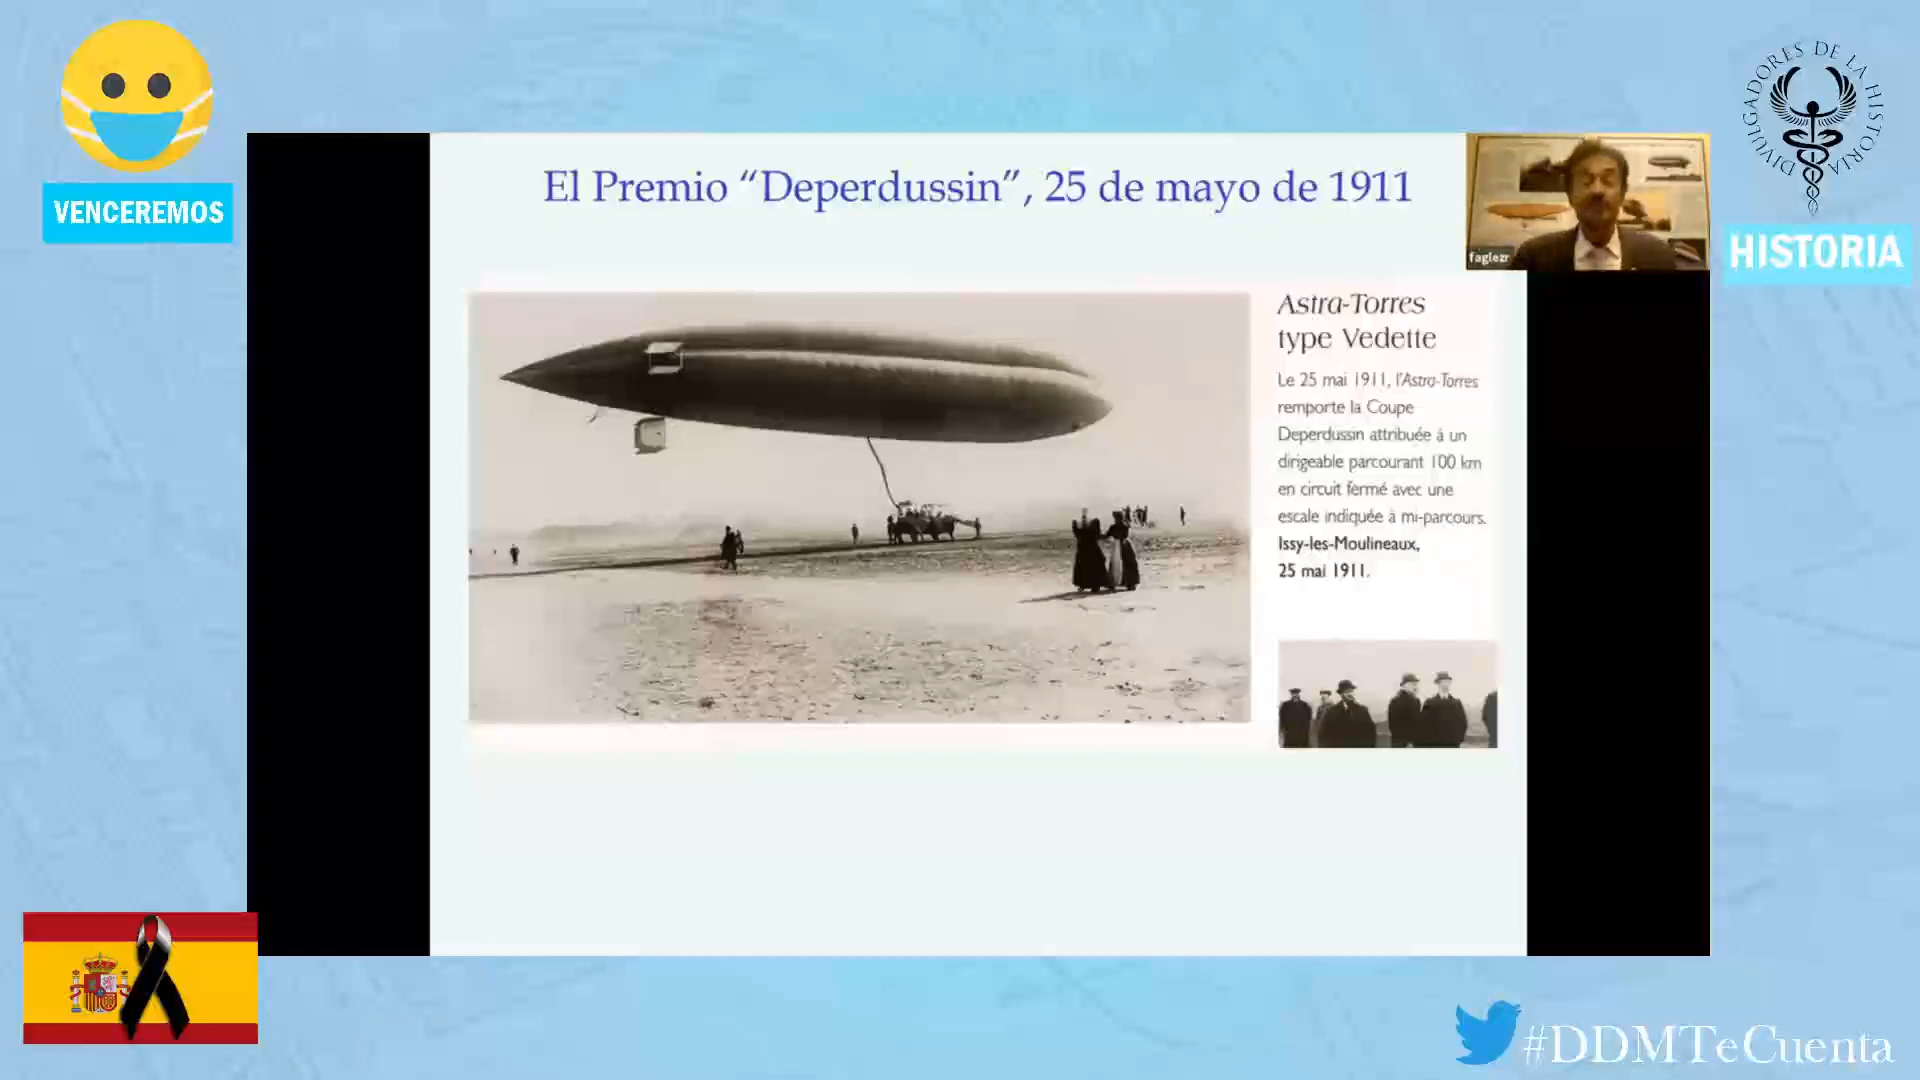 VENCEREMOS
DIVULGADORES DE LA HISTORIA
HISTORIA
El Premio “Deperdussin”, 25 de mayo de 1911
faglezr
Astra-Torres
type Vedette
Le 25 mai 1911, l'Astra-Torres
remporte la Coupe
Deperdussin attribuée à un
dirigeable parcourant 100 km
en circuit fermé avec une
escale indiquée à mi-parcours.
Issy-les-Moulineaux,
25 mai 1911.
#DDMTeCuenta